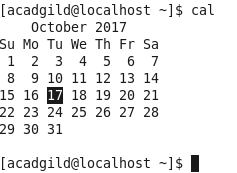 [acadgild@localhost ~]$ cal
    October 2017
Su Mo Tu We Th Fr Sa
 1  2  3  4  5  6  7
 8  9 10 11 12 13 14
15 16 17 18 19 20 21
22 23 24 25 26 27 28
29 30 31
[acadgild@localhost ~]$